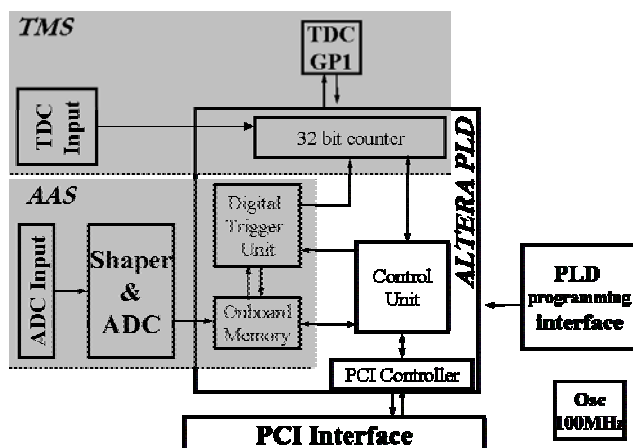 TMS
TDC
GP1
TDC
Input
32 bit counter
ALTERA PLD
AAS
Digital
Trigger
Unit
ADC Input
Shaper
&
ADC
Control
Unit
PLD
programming
interface
Onboard
Memory
PCI Controller
Osc
100MHz
PCI Interface